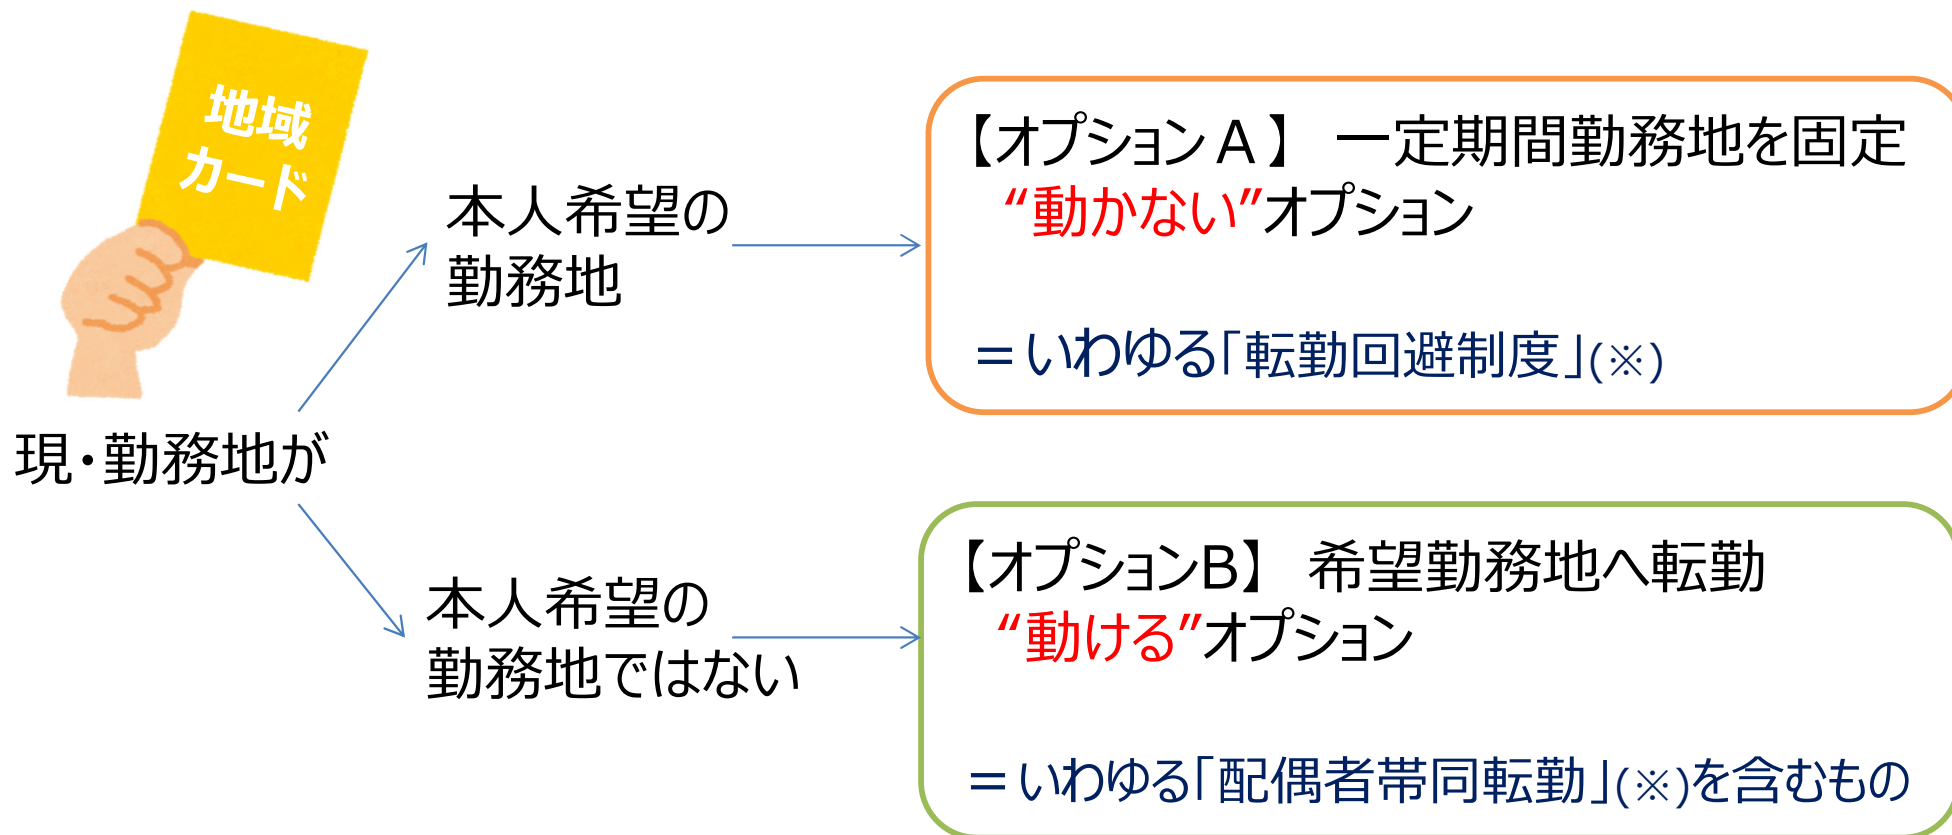 地域
カード
現・勤務地が
本人希望の
勤務地
【オプションA】 一定期間勤務地を固定
“動かない”オプション
＝いわゆる「転勤回避制度」(※)
本人希望の
勤務地ではない
【オプションB】 希望勤務地へ転勤
“動ける”オプション
＝いわゆる「配偶者帯同転勤」(※)を含むもの